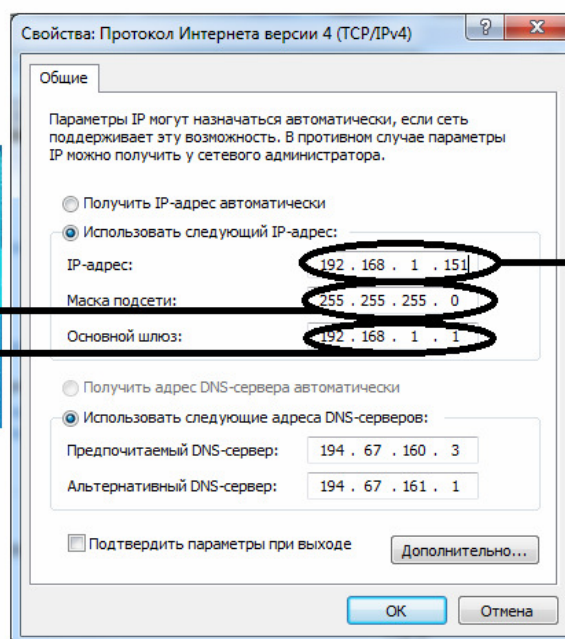 Свойства: Протокол Интернета версии 4 (TCP/IPv4)
Общие
Параметры IP могут назначаться автоматически, если сеть
поддерживает эту возможность. В противном случае параметры
IP можно получить у сетевого администратора.
Получить IP-адрес автоматически
Использовать следующий IP-адрес:
IP-адрес: 192 . 168 . 1 . 151
Маска подсети: 255 . 255 . 255 . 0
Основной шлюз: 192 . 168 . 1 . 1
Получить адрес DNS-сервера автоматически
Использовать следующие адреса DNS-серверов:
Предпочитаемый DNS-сервер: 194 . 67 . 160 . 3
Альтернативный DNS-сервер: 194 . 67 . 161 . 1
Подтвердить параметры при выходе
Дополнительно...
ОК Отмена